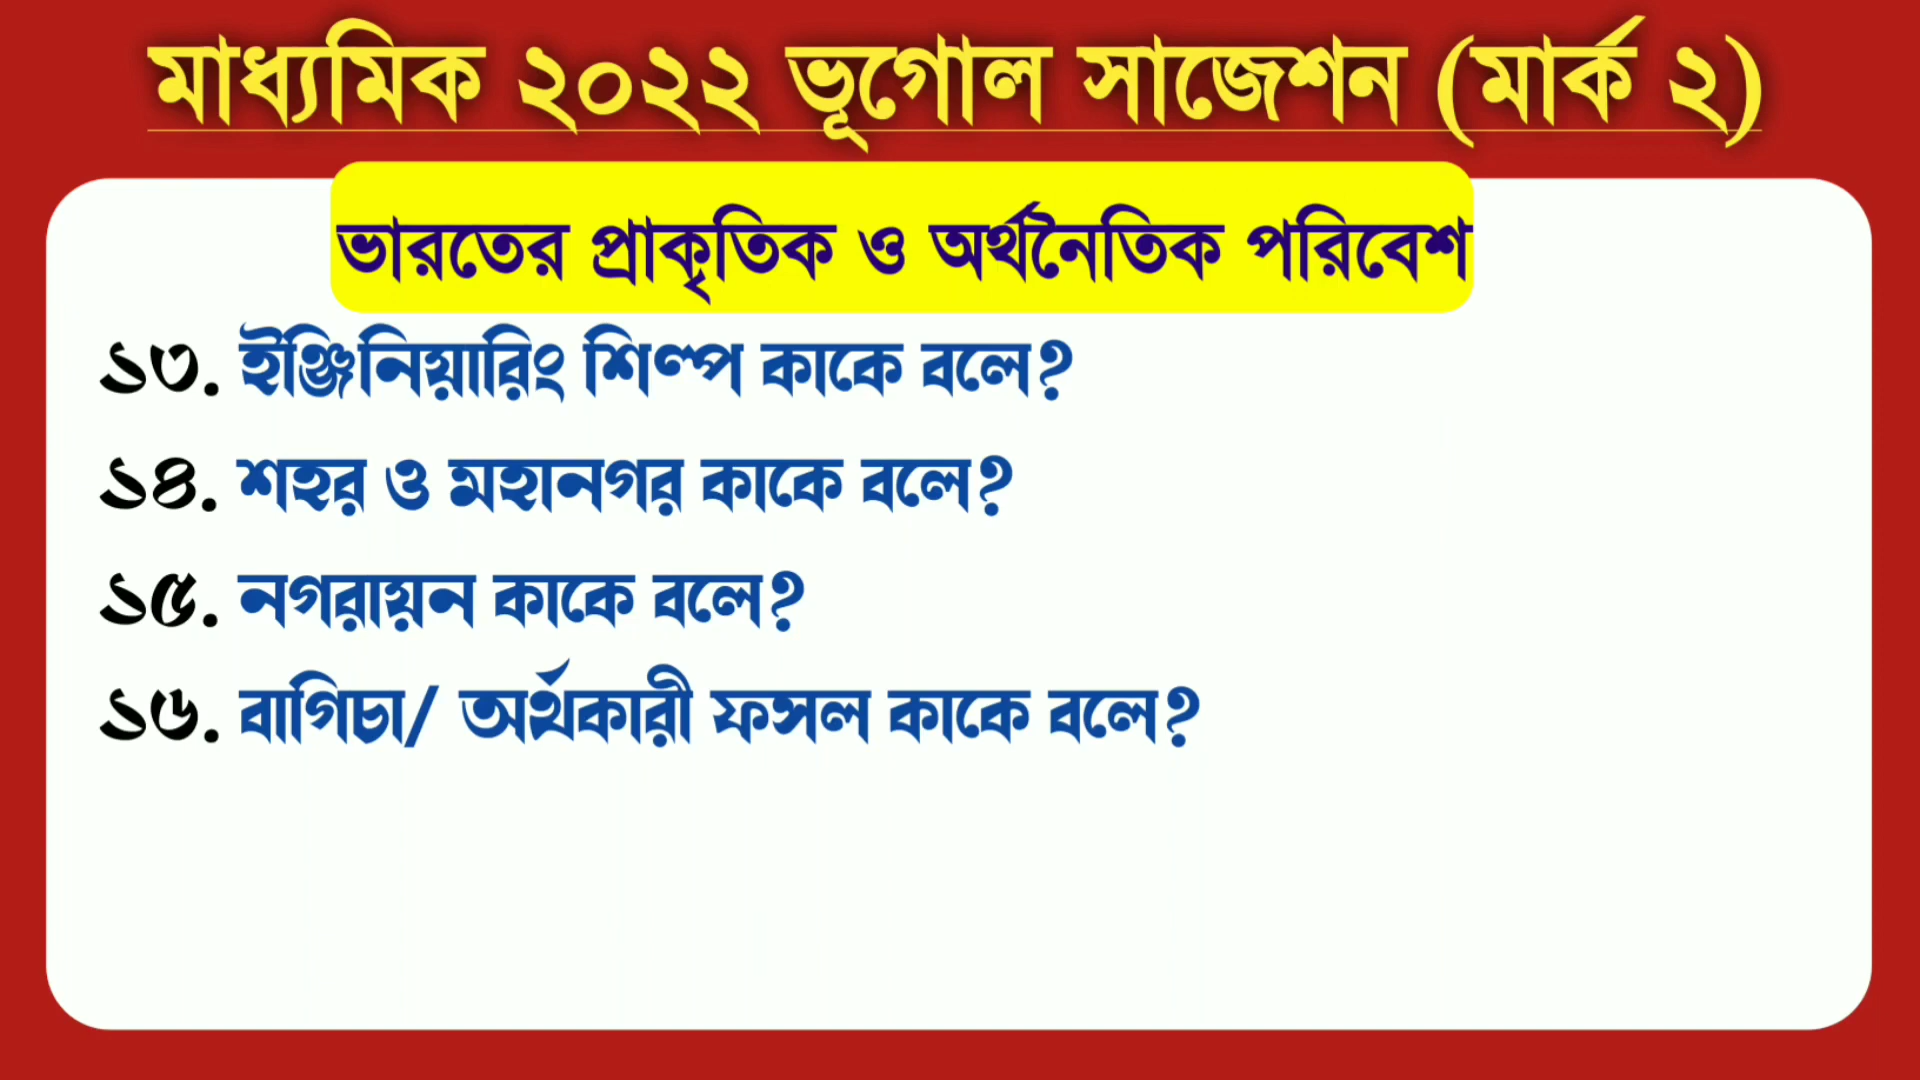 মাধ্যমিক ২০২২ ভূগোল সাজেশন (মার্ক ২)
ভারতের প্রাকৃতিক ও অর্থনৈতিক পরিবেশ
১৩. ইঞ্জিনিয়ারিং শিল্প কাকে বলে?
১৪. শহর ও মহানগর কাকে বলে?
১৫. নগরায়ন কাকে বলে?
১৬. বাগিচা/ অর্থকারী ফসল কাকে বলে?